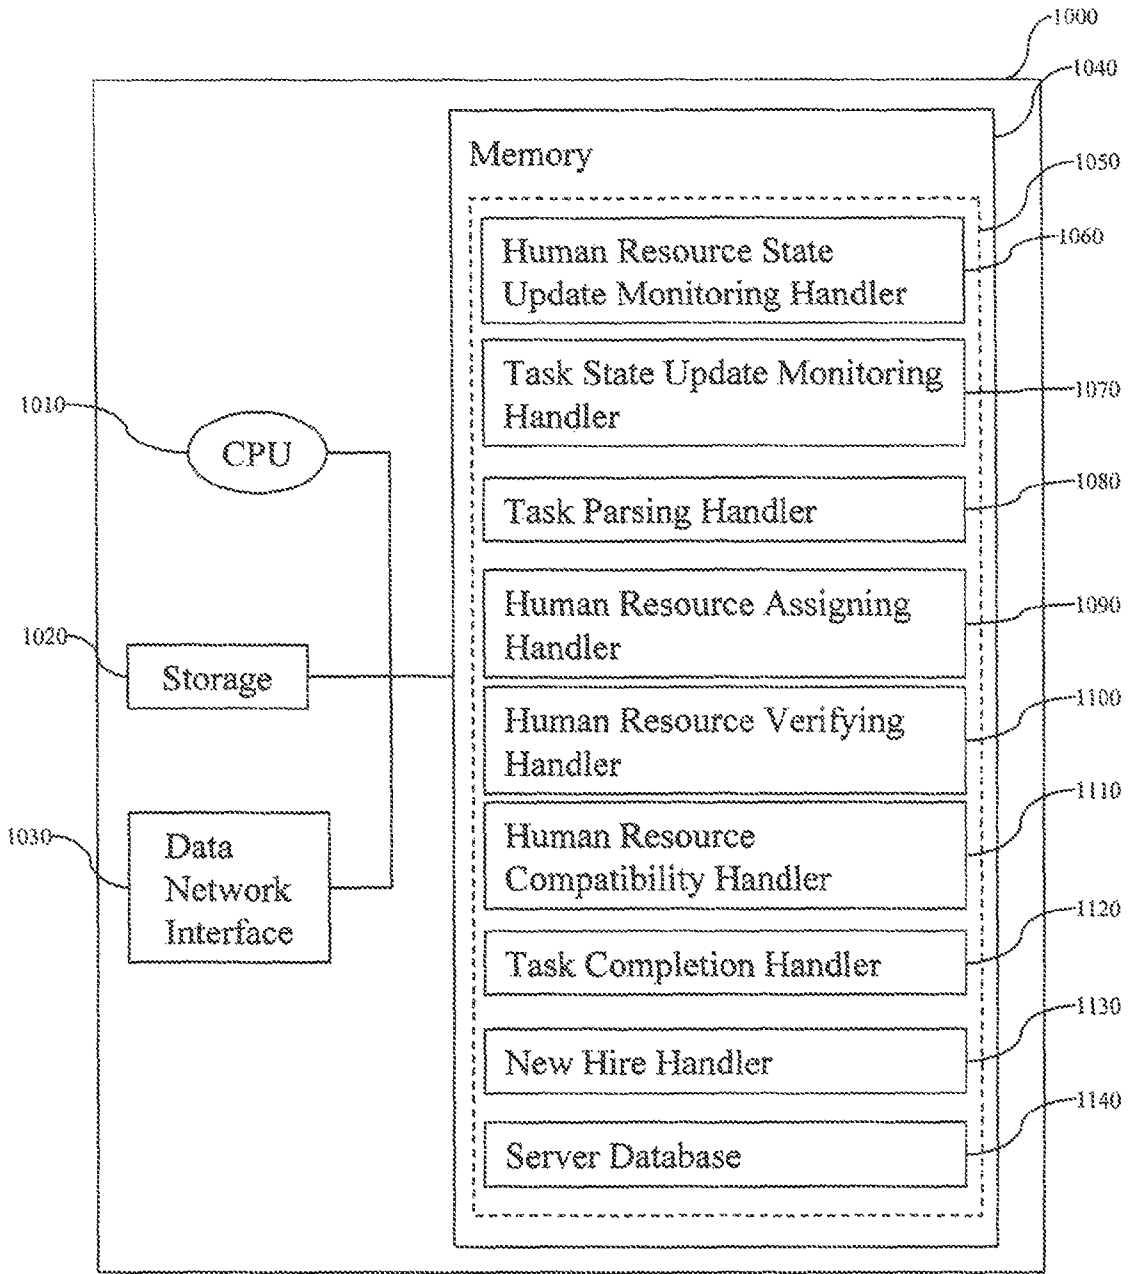 1000
1040
Memory
1050
1060
Human Resource State
Update Monitoring Handler
Task State Update Monitoring
Handler
1070
1010
CPU
1080
Task Parsing Handler
Human Resource Assigning
Handler
1090
1020
Storage
1100
Human Resource Verifying
Handler
1110
1030
Data
Network
Interface
Human Resource
Compatibility Handler
1120
Task Completion Handler
1130
New Hire Handler
1140
Server Database